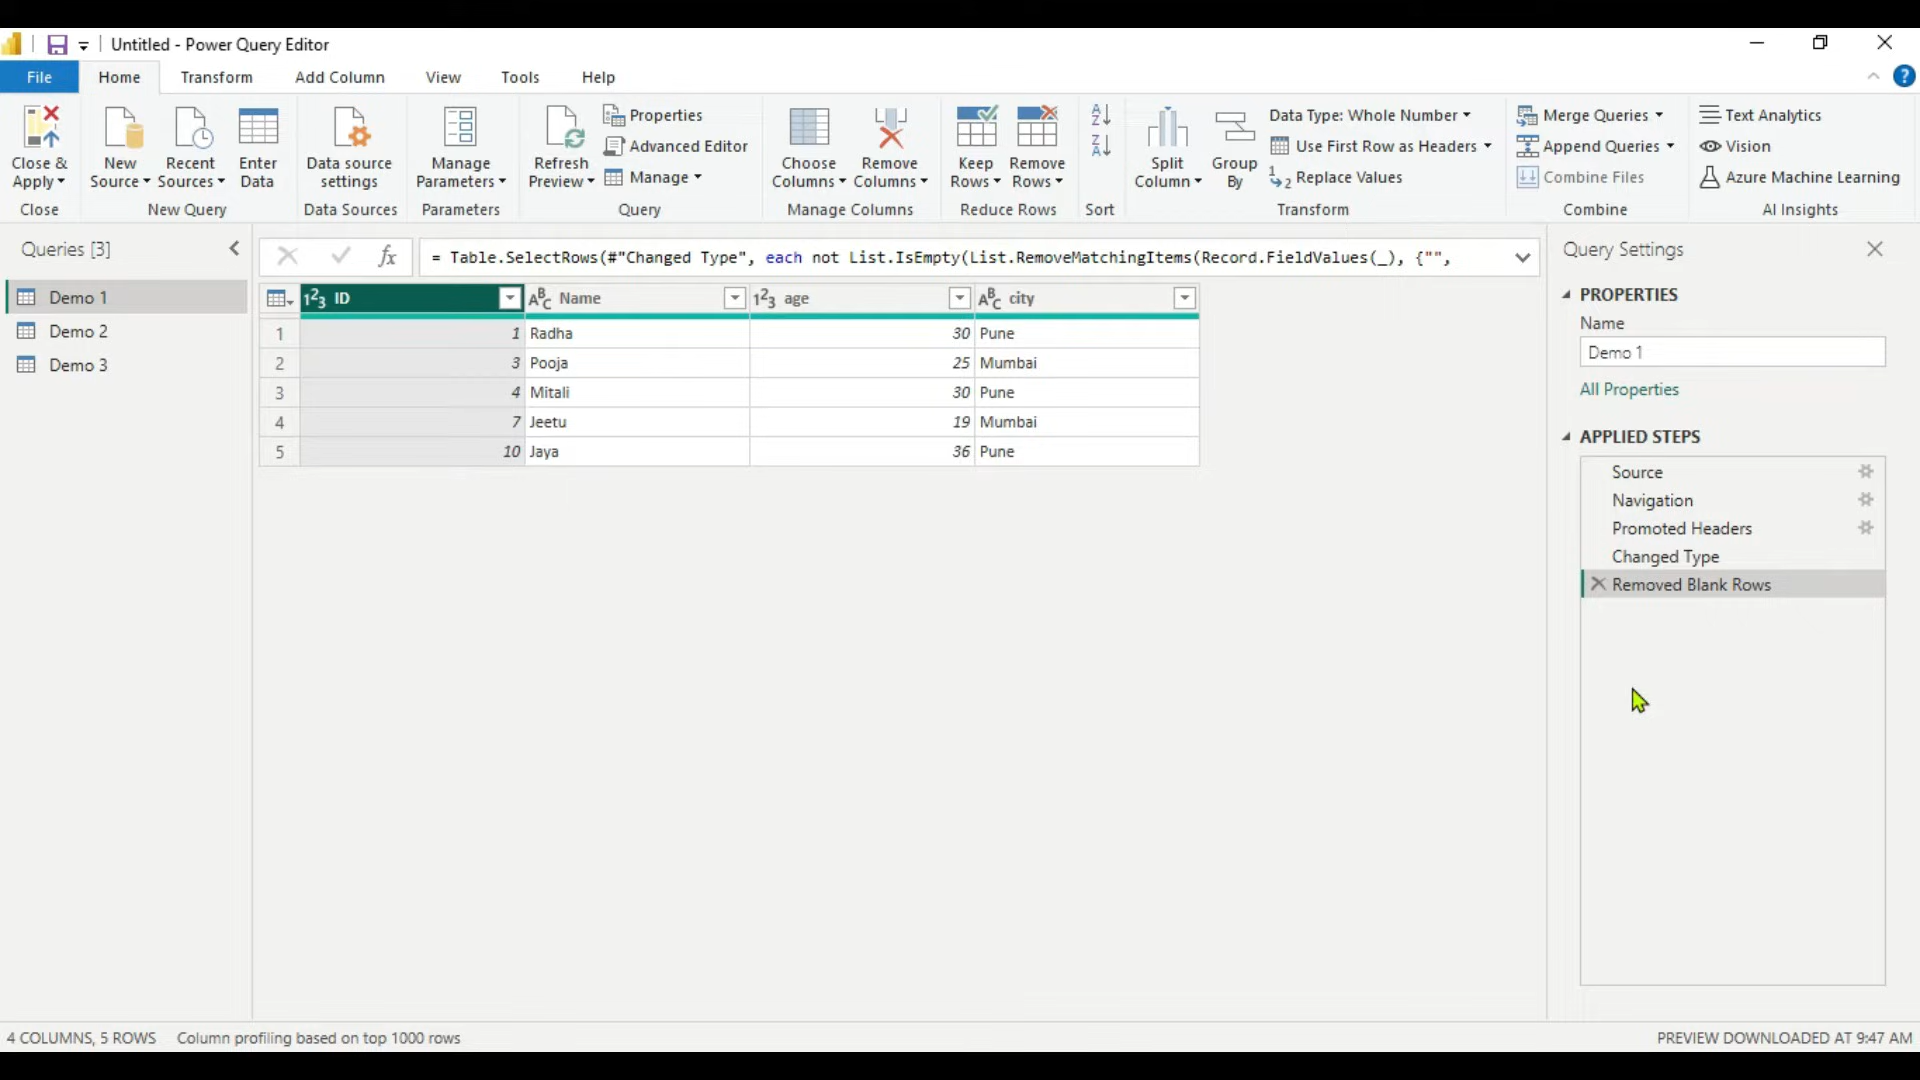 Untitled - Power Query Editor
File Home Transform Add Column View Tools Help
Close & Apply
Close
New Source
Recent Sources
Enter Data
New Query
Data source settings
Data Sources
Manage Parameters
Parameters
Refresh Preview
Properties
Advanced Editor
Manage
Query
Choose Columns
Remove Columns
Manage Columns
Keep Rows
Remove Rows
Reduce Rows
Sort
Split Column
Group By
Data Type: Whole Number
Use First Row as Headers
Replace Values
Transform
Merge Queries
Append Queries
Combine Files
Combine
Text Analytics
Vision
Azure Machine Learning
AI Insights
Queries [3]
Demo 1
Demo 2
Demo 3
fx = Table.SelectRows(#"Changed Type", each not List.IsEmpty(List.RemoveMatchingItems(Record.FieldValues(_), {"",
ID Name age city
1 1 Radha 30 Pune
2 3 Pooja 25 Mumbai
3 4 Mitali 30 Pune
4 7 Jeetu 19 Mumbai
5 10 Jaya 36 Pune
Query Settings
PROPERTIES
Name
Demo 1
All Properties
APPLIED STEPS
Source
Navigation
Promoted Headers
Changed Type
Removed Blank Rows
4 COLUMNS, 5 ROWS Column profiling based on top 1000 rows
PREVIEW DOWNLOADED AT 9:47 AM